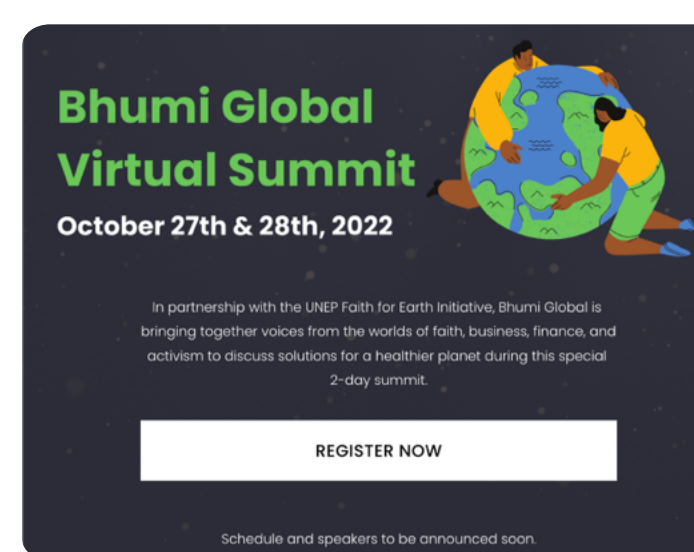 Bhumi Global
Virtual Summit
October 27th & 28th, 2022
In partnership with the UNEP Faith for Earth Initiative, Bhumi Global is
bringing together voices from the worlds of faith, business, finance, and
activism to discuss solutions for a healthier planet during this special
2-day summit.
REGISTER NOW
Schedule and speakers to be announced soon.